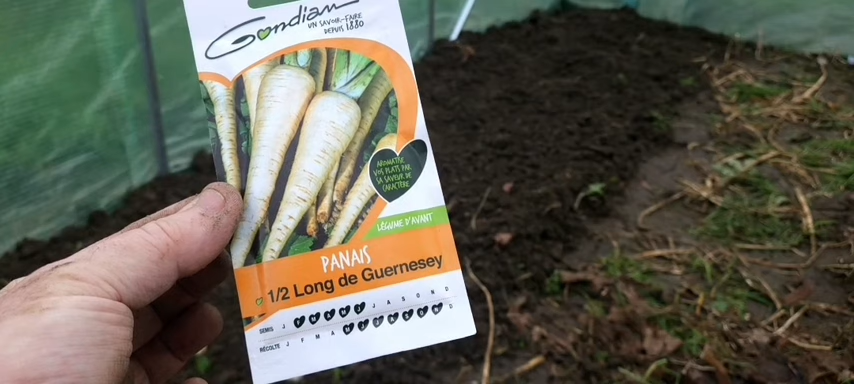 Gondian
UN SAVOIR-FAIRE
DEPUIS 1880
AROMATISE
VOS PLATS PAR
SA SAVEUR DE
CARACTÈRE
LÉGUME D'AVANT
PANAIS
1/2 Long de Guernesey
SEMIS J F M A M J J A S O N D
RÉCOLTE J F M A M J J A S O N D